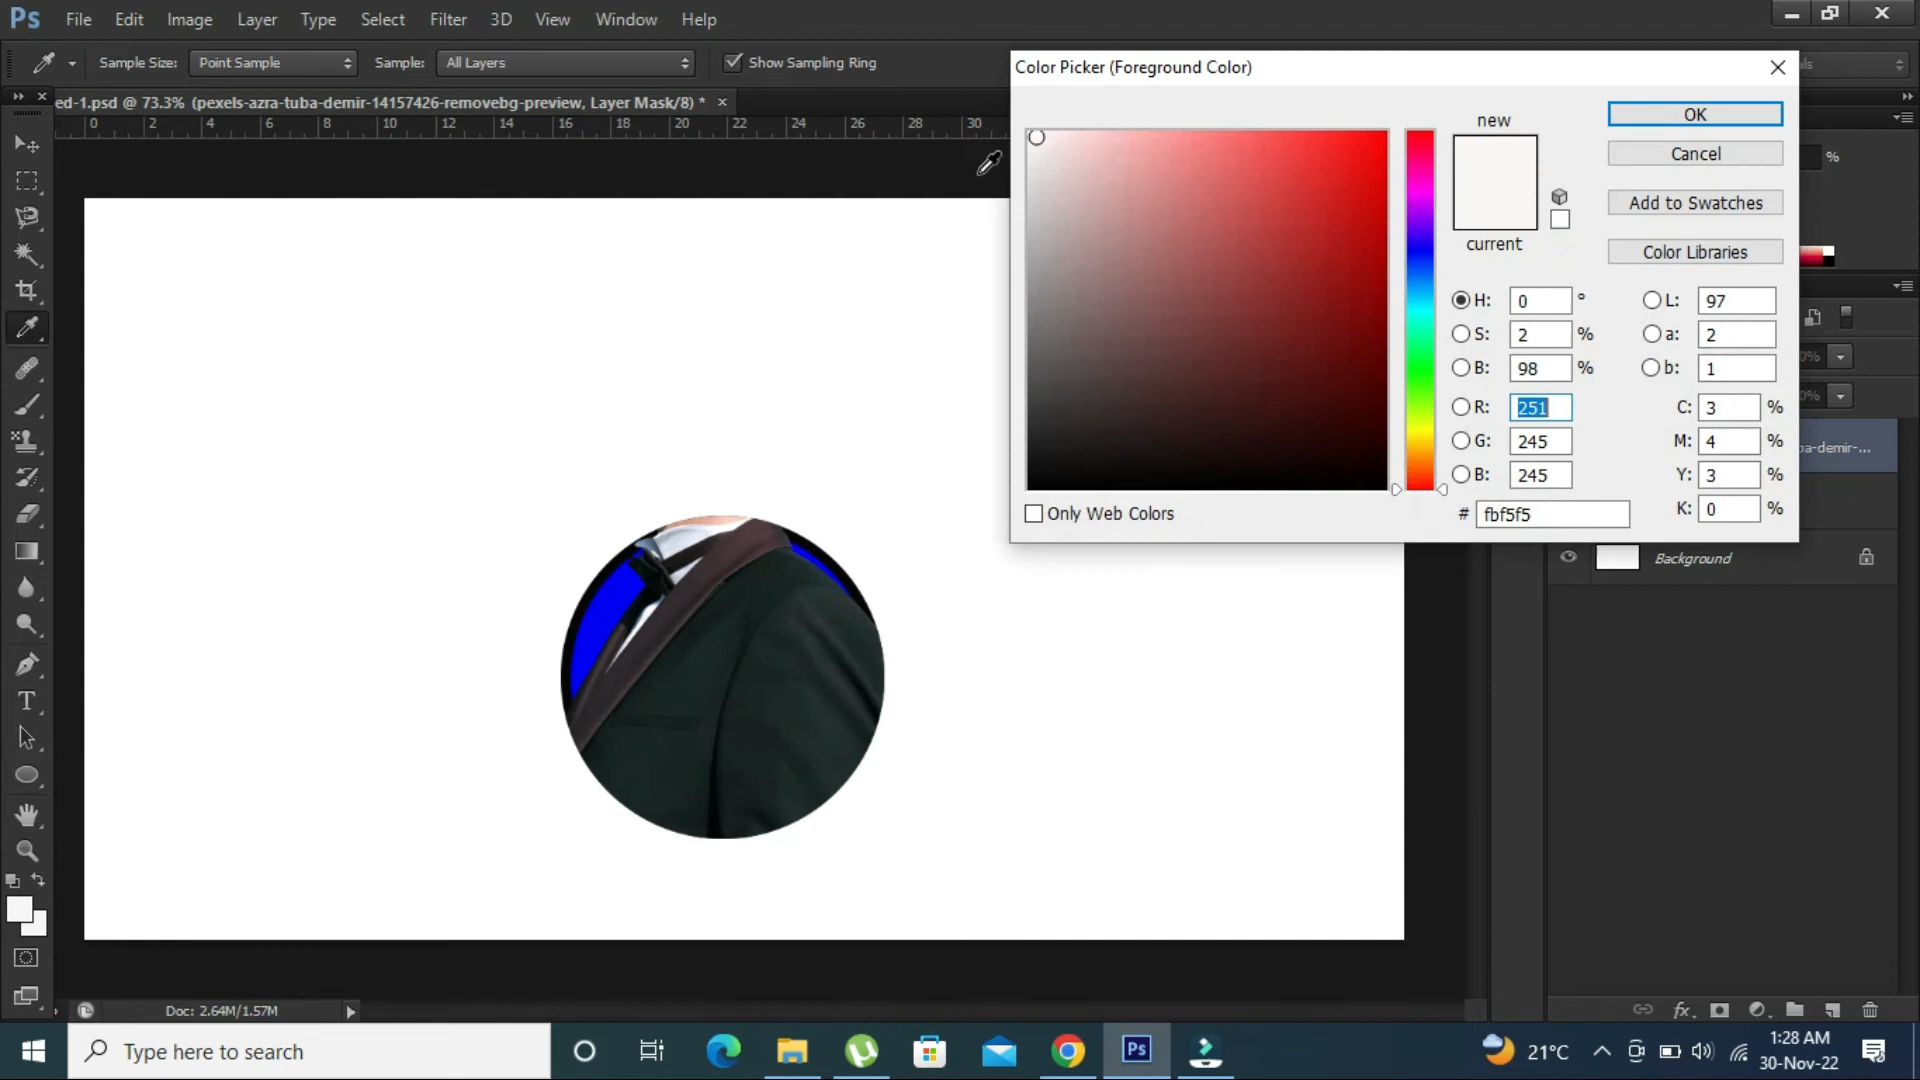 Ps File Edit Image Layer Type Select Filter 3D View Window Help
Sample Size: Point Sample Sample: All Layers Show Sampling Ring
ed-1.psd @ 73.3% (pexels-azra-tuba-demir-14157426-removebg-preview, Layer Mask/8) *
0 2 4 6 8 10 12 14 16 18 20 22 24 26 28 30
Color Picker (Foreground Color)
new
current
OK
Cancel
Add to Swatches
Color Libraries
H: 0 °
S: 2 %
B: 98 %
R: 251
G: 245
B: 245
# fbf5f5
L: 97
a: 2
b: 1
C: 3 %
M: 4 %
Y: 3 %
K: 0 %
Only Web Colors
%
ba-demir-...
Background
fx
T
Doc: 2.64M/1.57M
Type here to search
Ps
21°C
1:28 AM
30-Nov-22